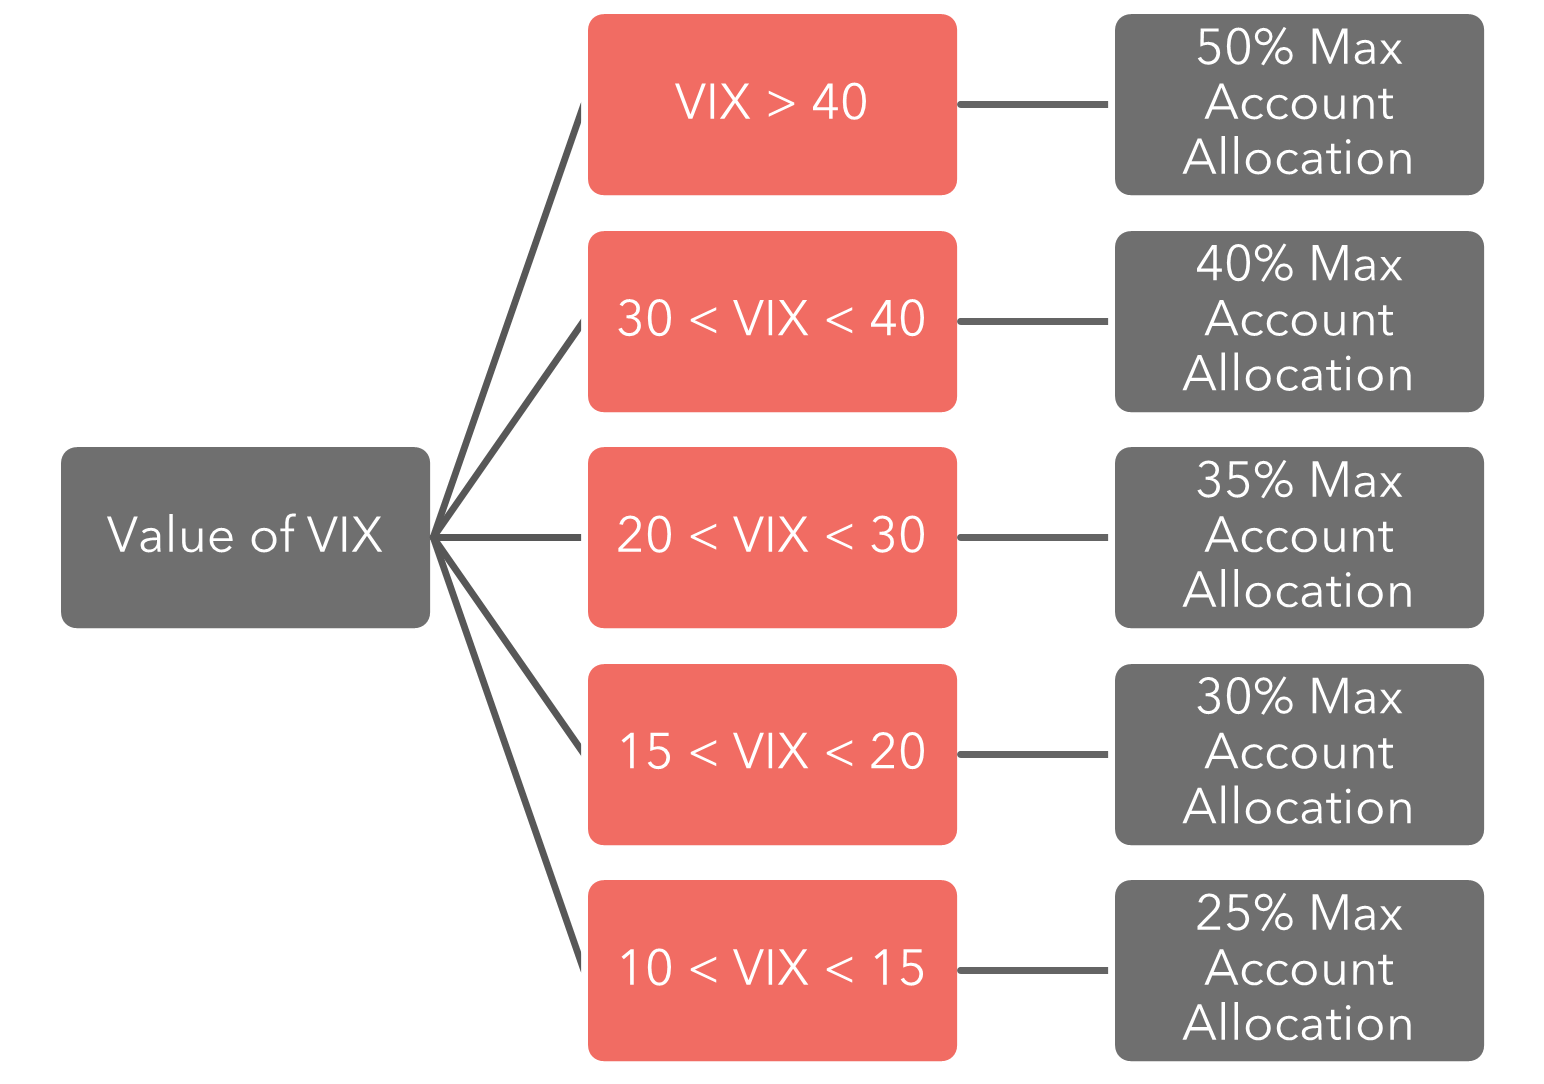 Value of VIX
VIX > 40
50% Max
Account
Allocation
30 < VIX < 40
40% Max
Account
Allocation
20 < VIX < 30
35% Max
Account
Allocation
15 < VIX < 20
30% Max
Account
Allocation
10 < VIX < 15
25% Max
Account
Allocation